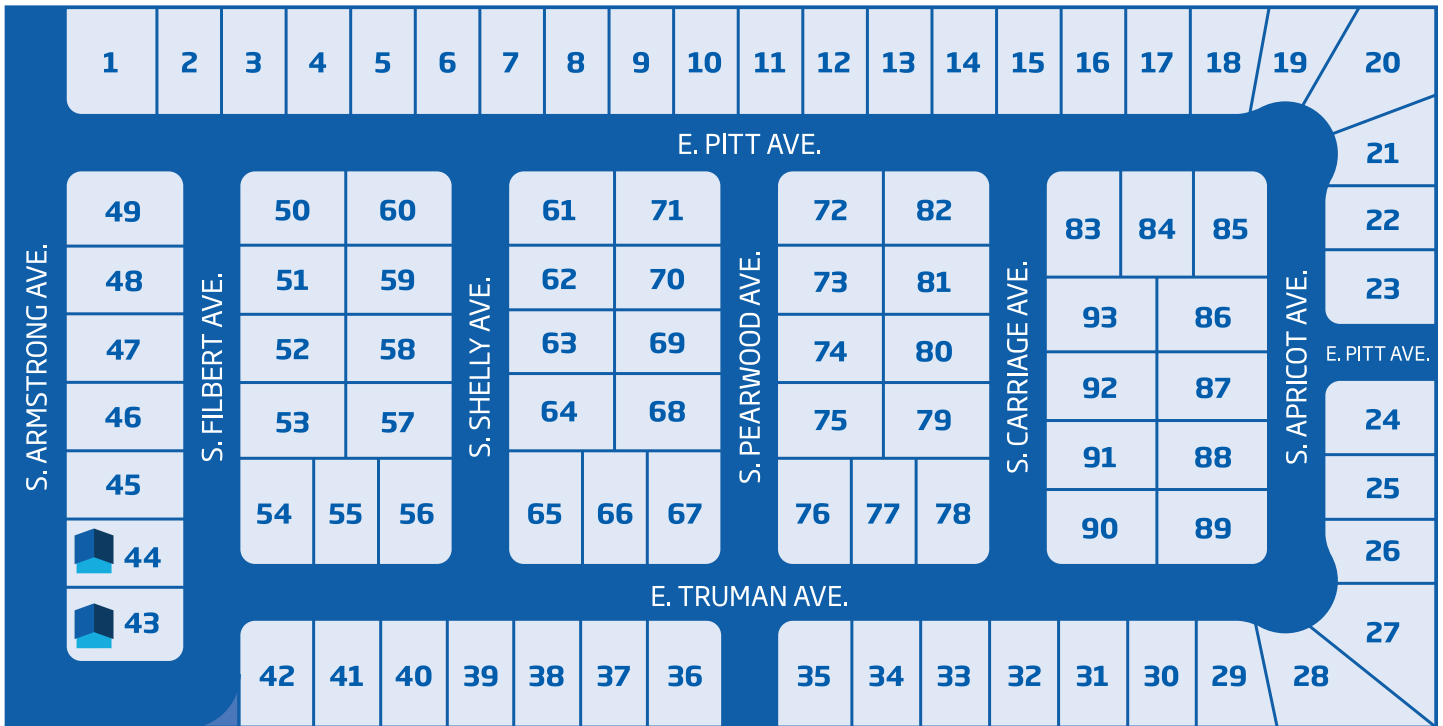 1 2 3 4 5 6 7 8 9 10 11 12 13 14 15 16 17 18 19 20
E. PITT AVE.
21
49 50 60 61 71 72 82 83 84 85 22
48 51 59 62 70 73 81 93 86 23
S. ARMSTRONG AVE.
S. FILBERT AVE.
S. SHELLY AVE.
S. PEARWOOD AVE.
S. CARRIAGE AVE.
S. APRICOT AVE.
E. PITT AVE.
47 52 58 63 69 74 80 92 87
46 53 57 64 68 75 79 91 88 24
45 54 55 56 65 66 67 76 77 78 90 89 25
44 26
E. TRUMAN AVE.
43 27
42 41 40 39 38 37 36 35 34 33 32 31 30 29 28